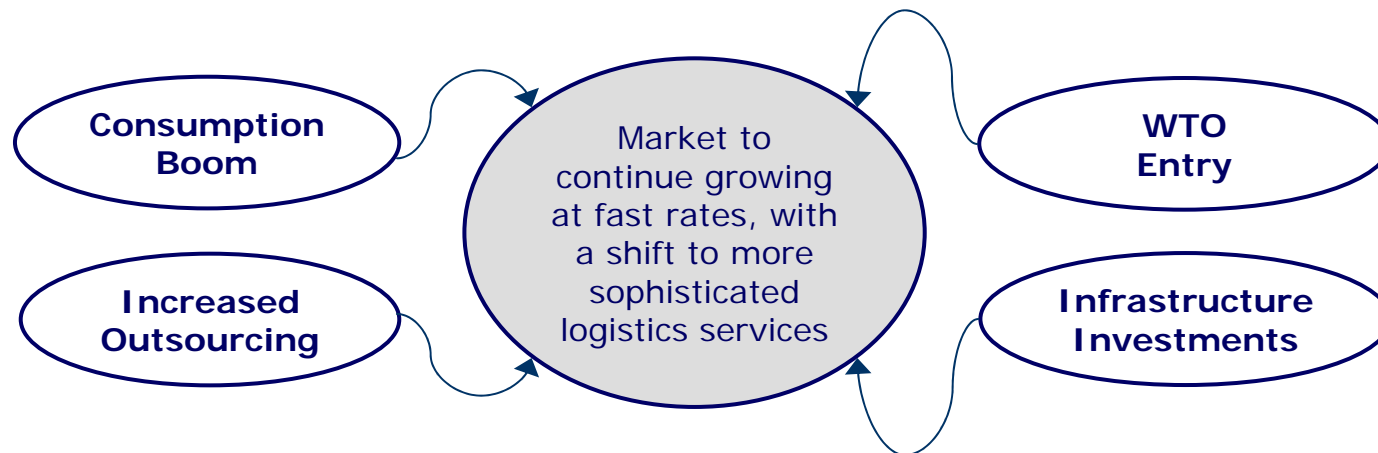 Consumption
Boom
Increased
Outsourcing
Market to
continue growing
at fast rates, with
a shift to more
sophisticated
logistics services
WTO
Entry
Infrastructure
Investments